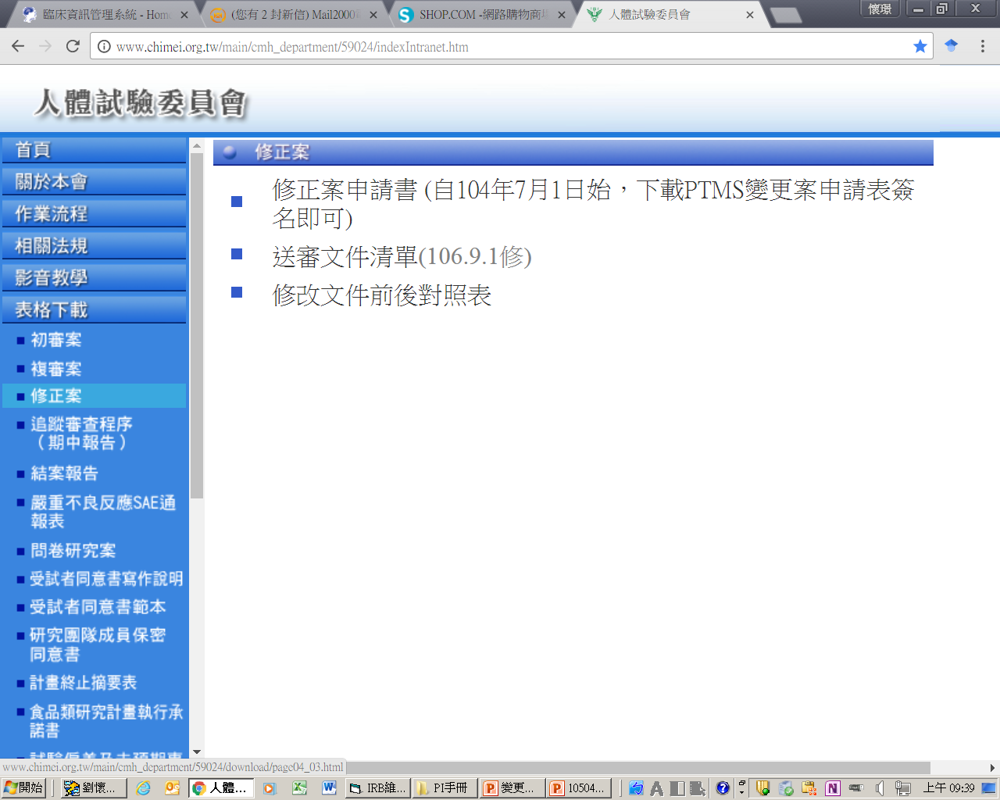 臨床資訊管理系統 - Hom
(您有 2 封新信) Mail2000
SHOP.COM -網路購物商
人體試驗委員會
懷璟
www.chimei.org.tw/main/cmh_department/59024/indexIntranet.htm
人體試驗委員會
首頁
關於本會
作業流程
相關法規
影音教學
表格下載
初審案
複審案
修正案
追蹤審查程序
（期中報告）
結案報告
嚴重不良反應SAE通
報表
問卷研究案
受試者同意書寫作說明
受試者同意書範本
研究團隊成員保密
同意書
計畫終止摘要表
食品類研究計畫執行承
諾書
修正案
修正案申請書 (自104年7月1日始，下載PTMS變更案申請表簽
名即可)
送審文件清單(106.9.1修)
修改文件前後對照表
www.chimei.org.tw/main/cmh_department/59024/download/page04_03.html
開始
劉懷...
人體...
IRB維...
PI手冊
變更...
10504...
上午 09:39